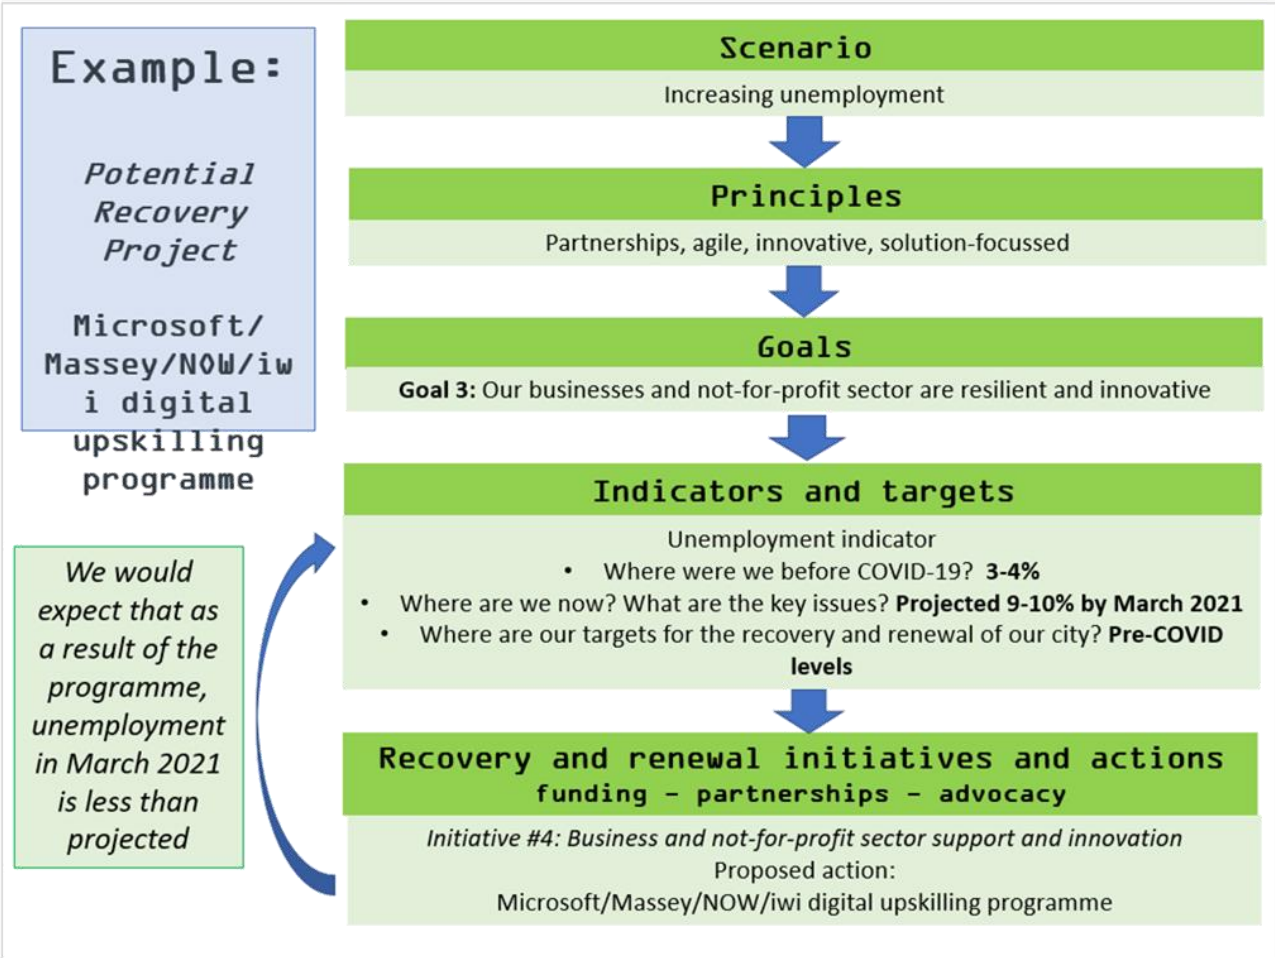 Example:
Potential
Recovery
Project
Microsoft/
Massey/NOW/iw
i digital
upskilling
programme
We would
expect that as
a result of the
programme,
unemployment
in March 2021
is less than
projected
Scenario
Increasing unemployment
Principles
Partnerships, agile, innovative, solution-focussed
Goals
Goal 3: Our businesses and not-for-profit sector are resilient and innovative
Indicators and targets
Unemployment indicator
• Where were we before COVID-19? 3-4%
• Where are we now? What are the key issues? Projected 9-10% by March 2021
• Where are our targets for the recovery and renewal of our city? Pre-COVID
levels
Recovery and renewal initiatives and actions
funding - partnerships - advocacy
Initiative #4: Business and not-for-profit sector support and innovation
Proposed action:
Microsoft/Massey/NOW/iwi digital upskilling programme